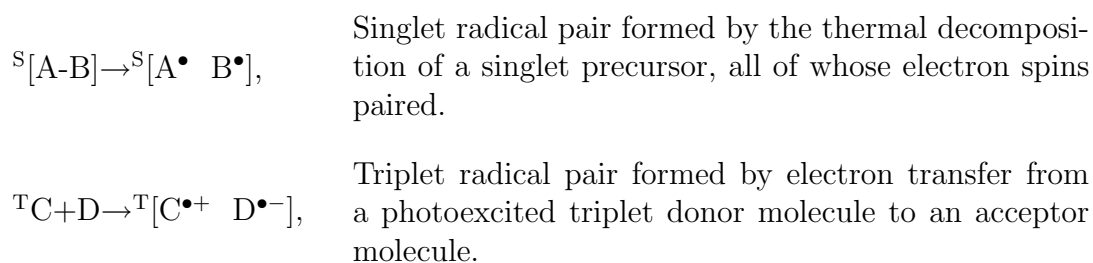 Singlet radical pair formed by the thermal decomposi-
ˢ[A-B]→ˢ[A• B•], tion of a singlet precursor, all of whose electron spins
paired.
Triplet radical pair formed by electron transfer from
ᵀC+D→ᵀ[C•⁺ D•⁻], a photoexcited triplet donor molecule to an acceptor
molecule.